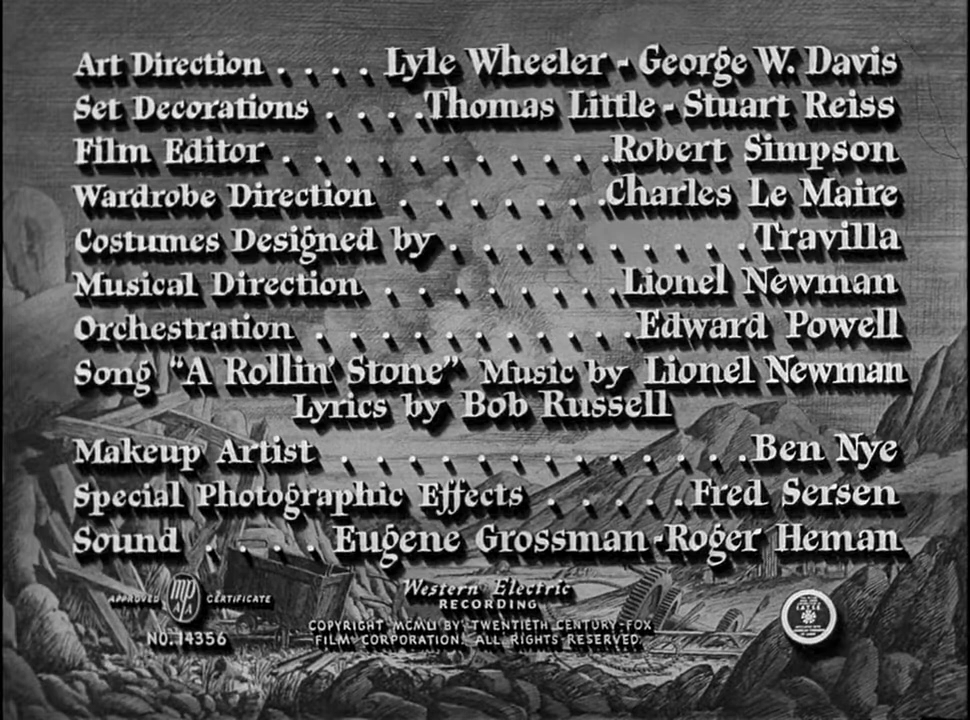 Art Direction . . . . Lyle Wheeler - George W. Davis
Set Decorations . . . . Thomas Little - Stuart Reiss
Film Editor . . . . . . . . . . . Robert Simpson
Wardrobe Direction . . . . . . . Charles Le Maire
Costumes Designed by . . . . . . . . . . Travilla
Musical Direction . . . . . . . . Lionel Newman
Orchestration . . . . . . . . . . . Edward Powell
Song "A Rollin' Stone" Music by Lionel Newman
Lyrics by Bob Russell
Makeup Artist . . . . . . . . . . . . . . Ben Nye
Special Photographic Effects . . . . . Fred Sersen
Sound . . . . Eugene Grossman - Roger Heman
APPROVED MPAA CERTIFICATE
NO. 14356
Western Electric
RECORDING
COPYRIGHT MCMLI BY TWENTIETH CENTURY-FOX
FILM CORPORATION. ALL RIGHTS RESERVED.